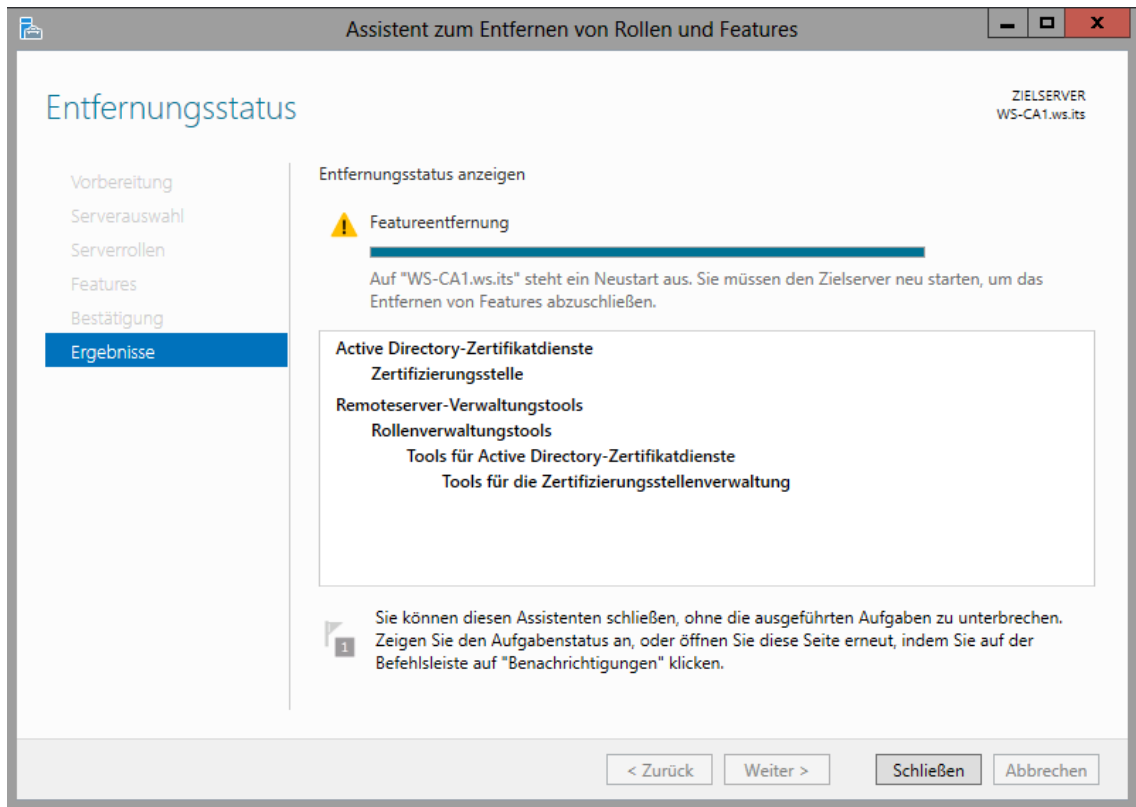 Assistent zum Entfernen von Rollen und Features
Entfernungsstatus
ZIELSERVER
WS-CA1.ws.its
Vorbereitung
Serverauswahl
Serverrollen
Features
Bestätigung
Ergebnisse
Entfernungsstatus anzeigen
Featureentfernung
Auf "WS-CA1.ws.its" steht ein Neustart aus. Sie müssen den Zielserver neu starten, um das
Entfernen von Features abzuschließen.
Active Directory-Zertifikatdienste
Zertifizierungsstelle
Remoteserver-Verwaltungstools
Rollenverwaltungstools
Tools für Active Directory-Zertifikatdienste
Tools für die Zertifizierungsstellenverwaltung
1
Sie können diesen Assistenten schließen, ohne die ausgeführten Aufgaben zu unterbrechen.
Zeigen Sie den Aufgabenstatus an, oder öffnen Sie diese Seite erneut, indem Sie auf der
Befehlsleiste auf "Benachrichtigungen" klicken.
< Zurück
Weiter >
Schließen
Abbrechen